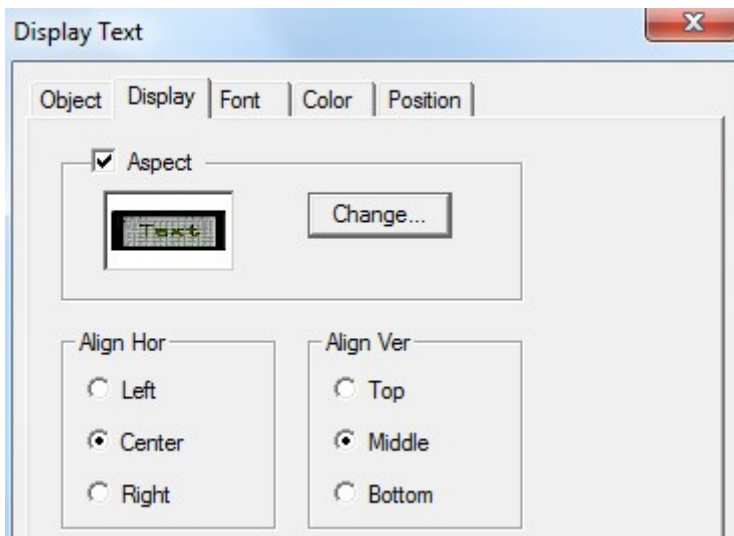 Display Text
Object Display Font Color Position
Aspect
Text
Change...
Align Hor
Left
Center
Right
Align Ver
Top
Middle
Bottom